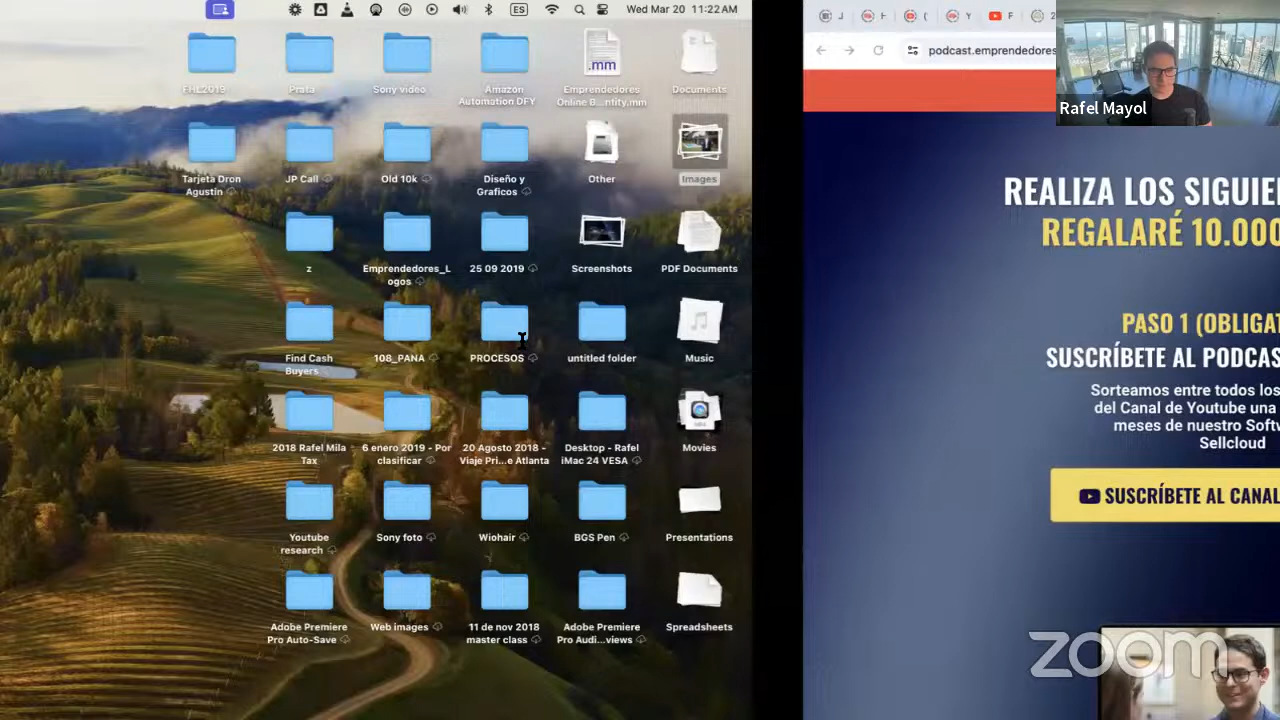 ES
Wed Mar 20 11:22 AM
FHL2019
Prata
Sony video
Amazon
Automation DFY
.mm
Emprendedores
Online B...ntity.mm
Documents
Tarjeta Dron
Agustín
JP Call
Old 10k
Diseño y
Graficos
Other
Images
z
Emprendedores_L
ogos
25 09 2019
Screenshots
PDF Documents
Find Cash
Buyers
108_PANA
PROCESOS
untitled folder
Music
2018 Rafel Mila
Tax
6 enero 2019 - Por
clasificar
20 Agosto 2018 -
Viaje Pri...e Atlanta
Desktop - Rafel
iMac 24 VESA
Movies
Youtube
research
Sony foto
Wiohair
BGS Pen
Presentations
Adobe Premiere
Pro Auto-Save
Web images
11 de nov 2018
master class
Adobe Premiere
Pro Audi...views
Spreadsheets
podcast.emprendedores
Rafel Mayol
REALIZA LOS SIGUIE
REGALARÉ 10.000
PASO 1 (OBLIGAT
SUSCRÍBETE AL PODCAS
Sorteamos entre todos los
del Canal de Youtube una
meses de nuestro Softw
Sellcloud
SUSCRÍBETE AL CANAL
zoom